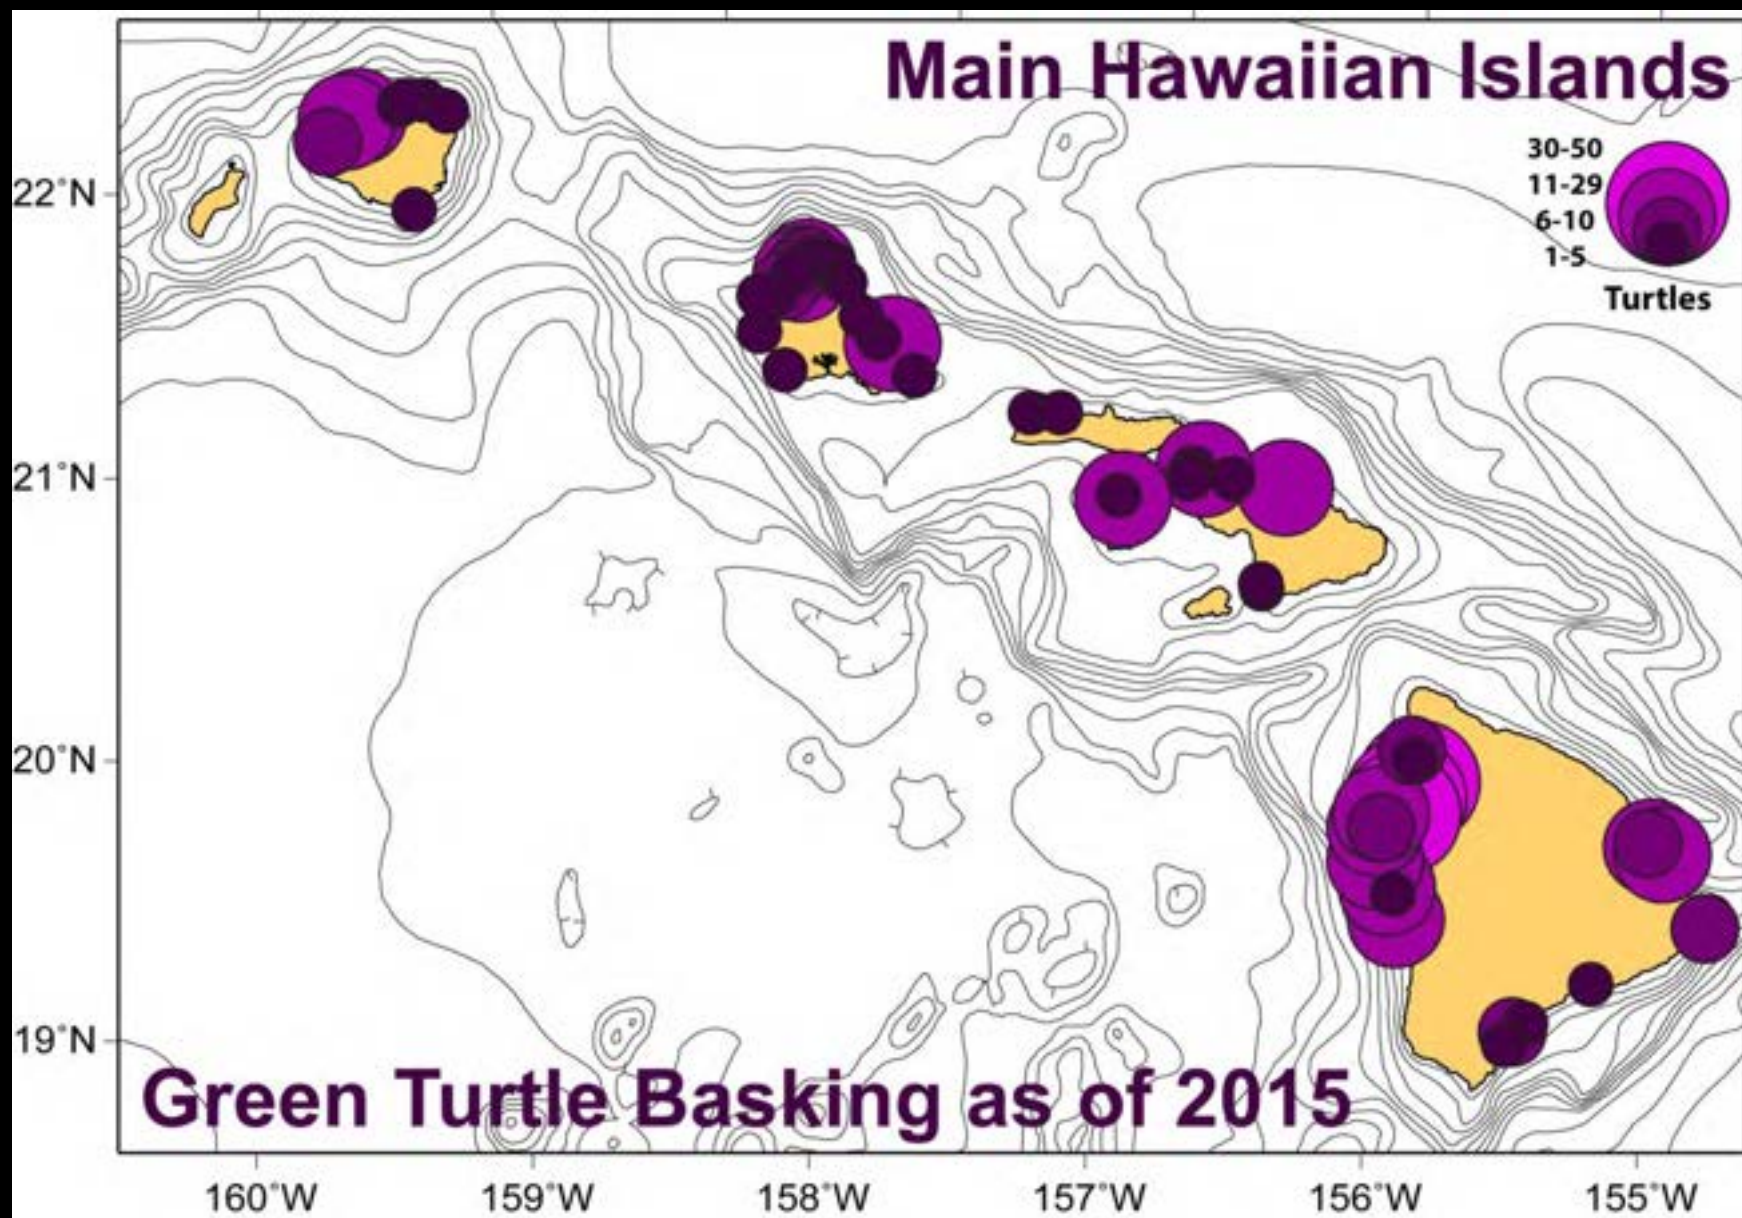 Main Hawaiian Islands
30-50
11-29
6-10
1-5
Turtles
22°N
21°N
20°N
19°N
Green Turtle Basking as of 2015
160°W 159°W 158°W 157°W 156°W 155°W